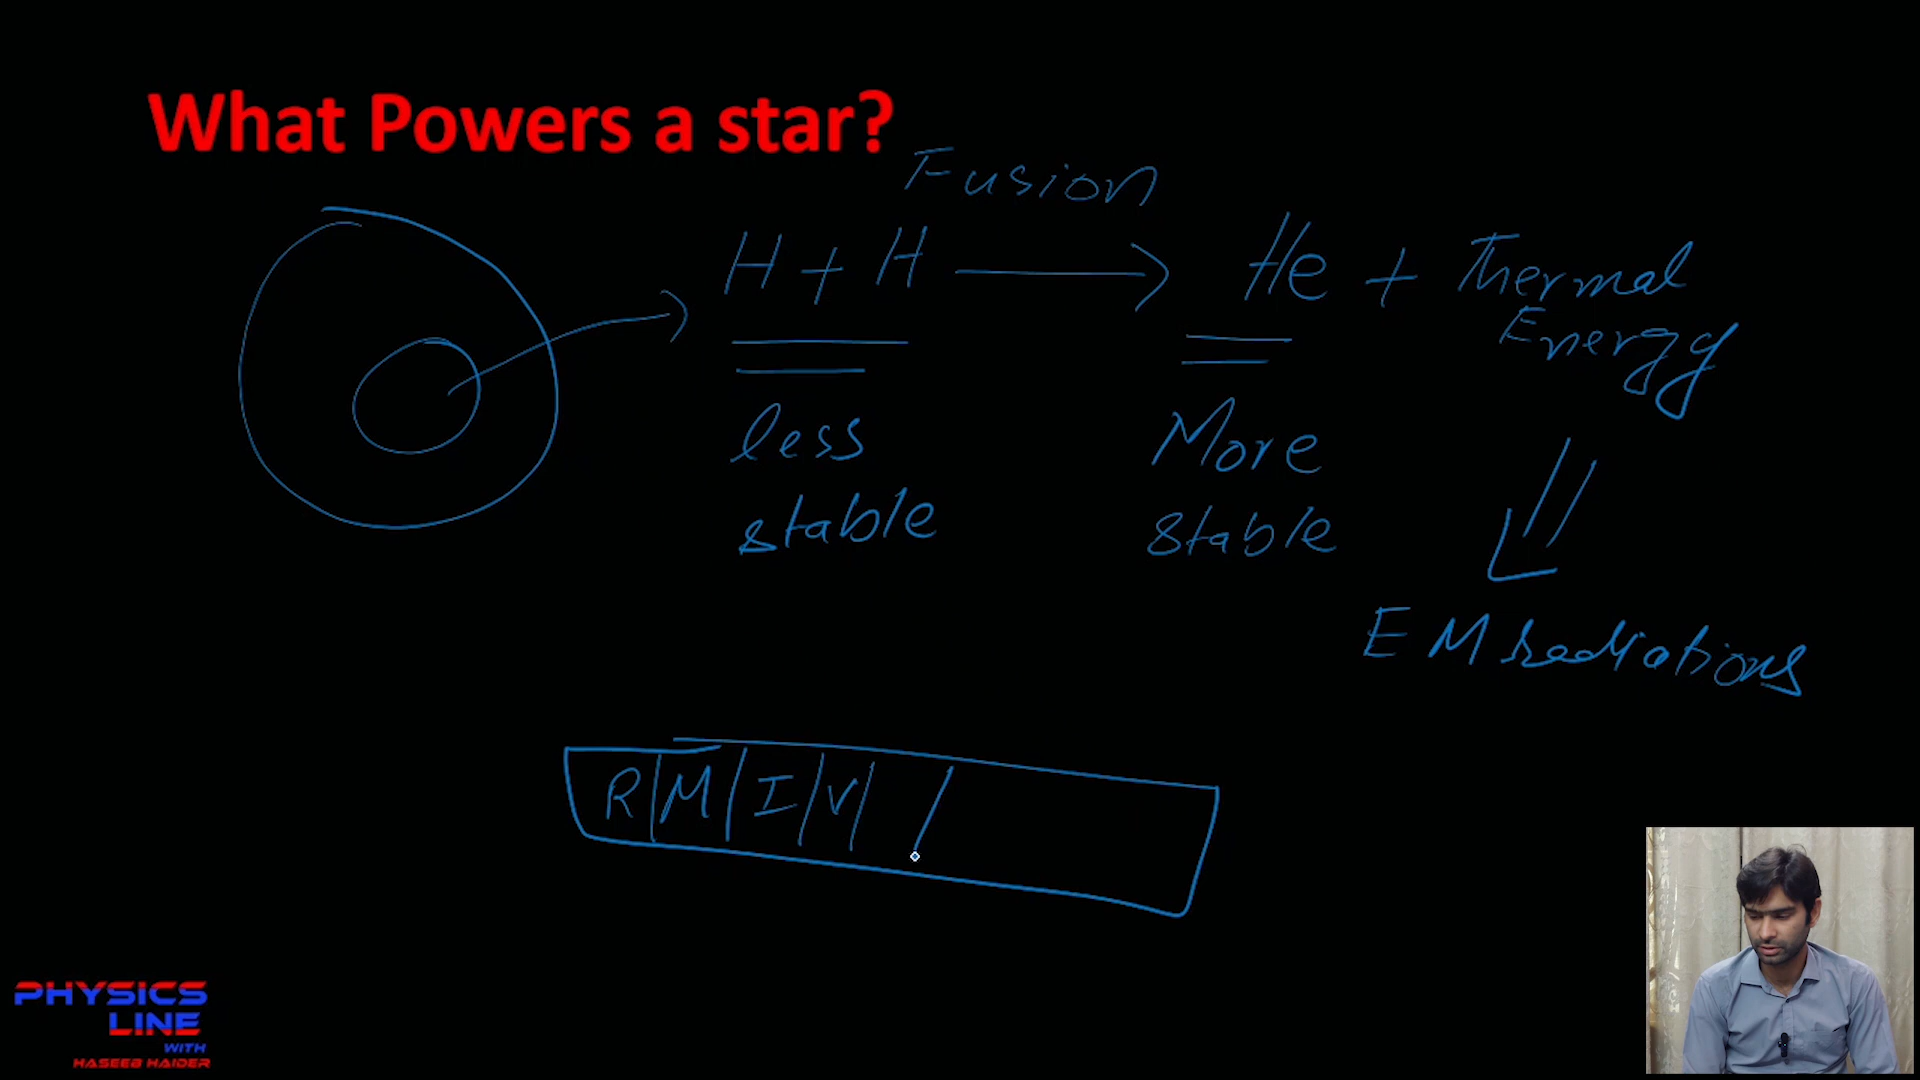 What Powers a star?
Fusion
H + H → He + Thermal
Energy
less
stable
More
stable
EM radiations
R M I V
PHYSICS
LINE
WITH
HASEEB HAIDER